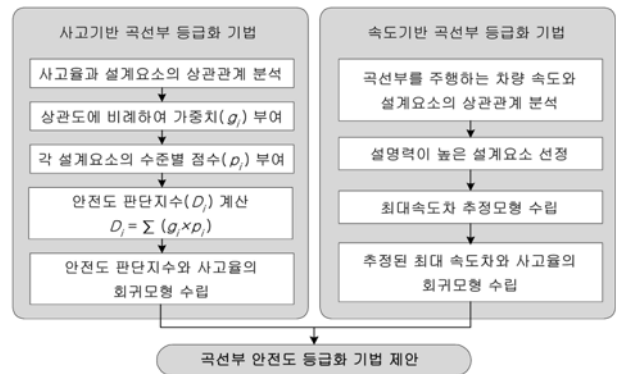 사고기반 곡선부 등급화 기법
사고율과 설계요소의 상관관계 분석
상관도에 비례하여 가중치(gᵢ) 부여
각 설계요소의 수준별 점수(pᵢ) 부여
안전도 판단지수(Dᵢ) 계산
Dᵢ = ∑ (gᵢ×pᵢ)
안전도 판단지수와 사고율의
회귀모형 수립
속도기반 곡선부 등급화 기법
곡선부를 주행하는 차량 속도와
설계요소의 상관관계 분석
설명력이 높은 설계요소 선정
최대속도차 추정모형 수립
추정된 최대 속도차와 사고율의
회귀모형 수립
곡선부 안전도 등급화 기법 제안